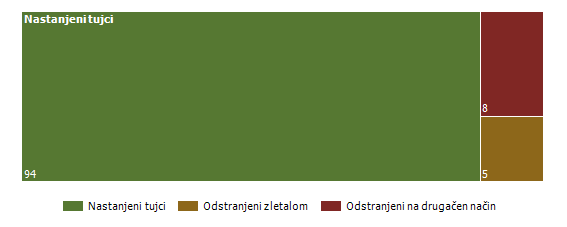 Nastanjeni tujci
8
94
5
Nastanjeni tujci
Odstranjeni z letalom
Odstranjeni na drugačen način